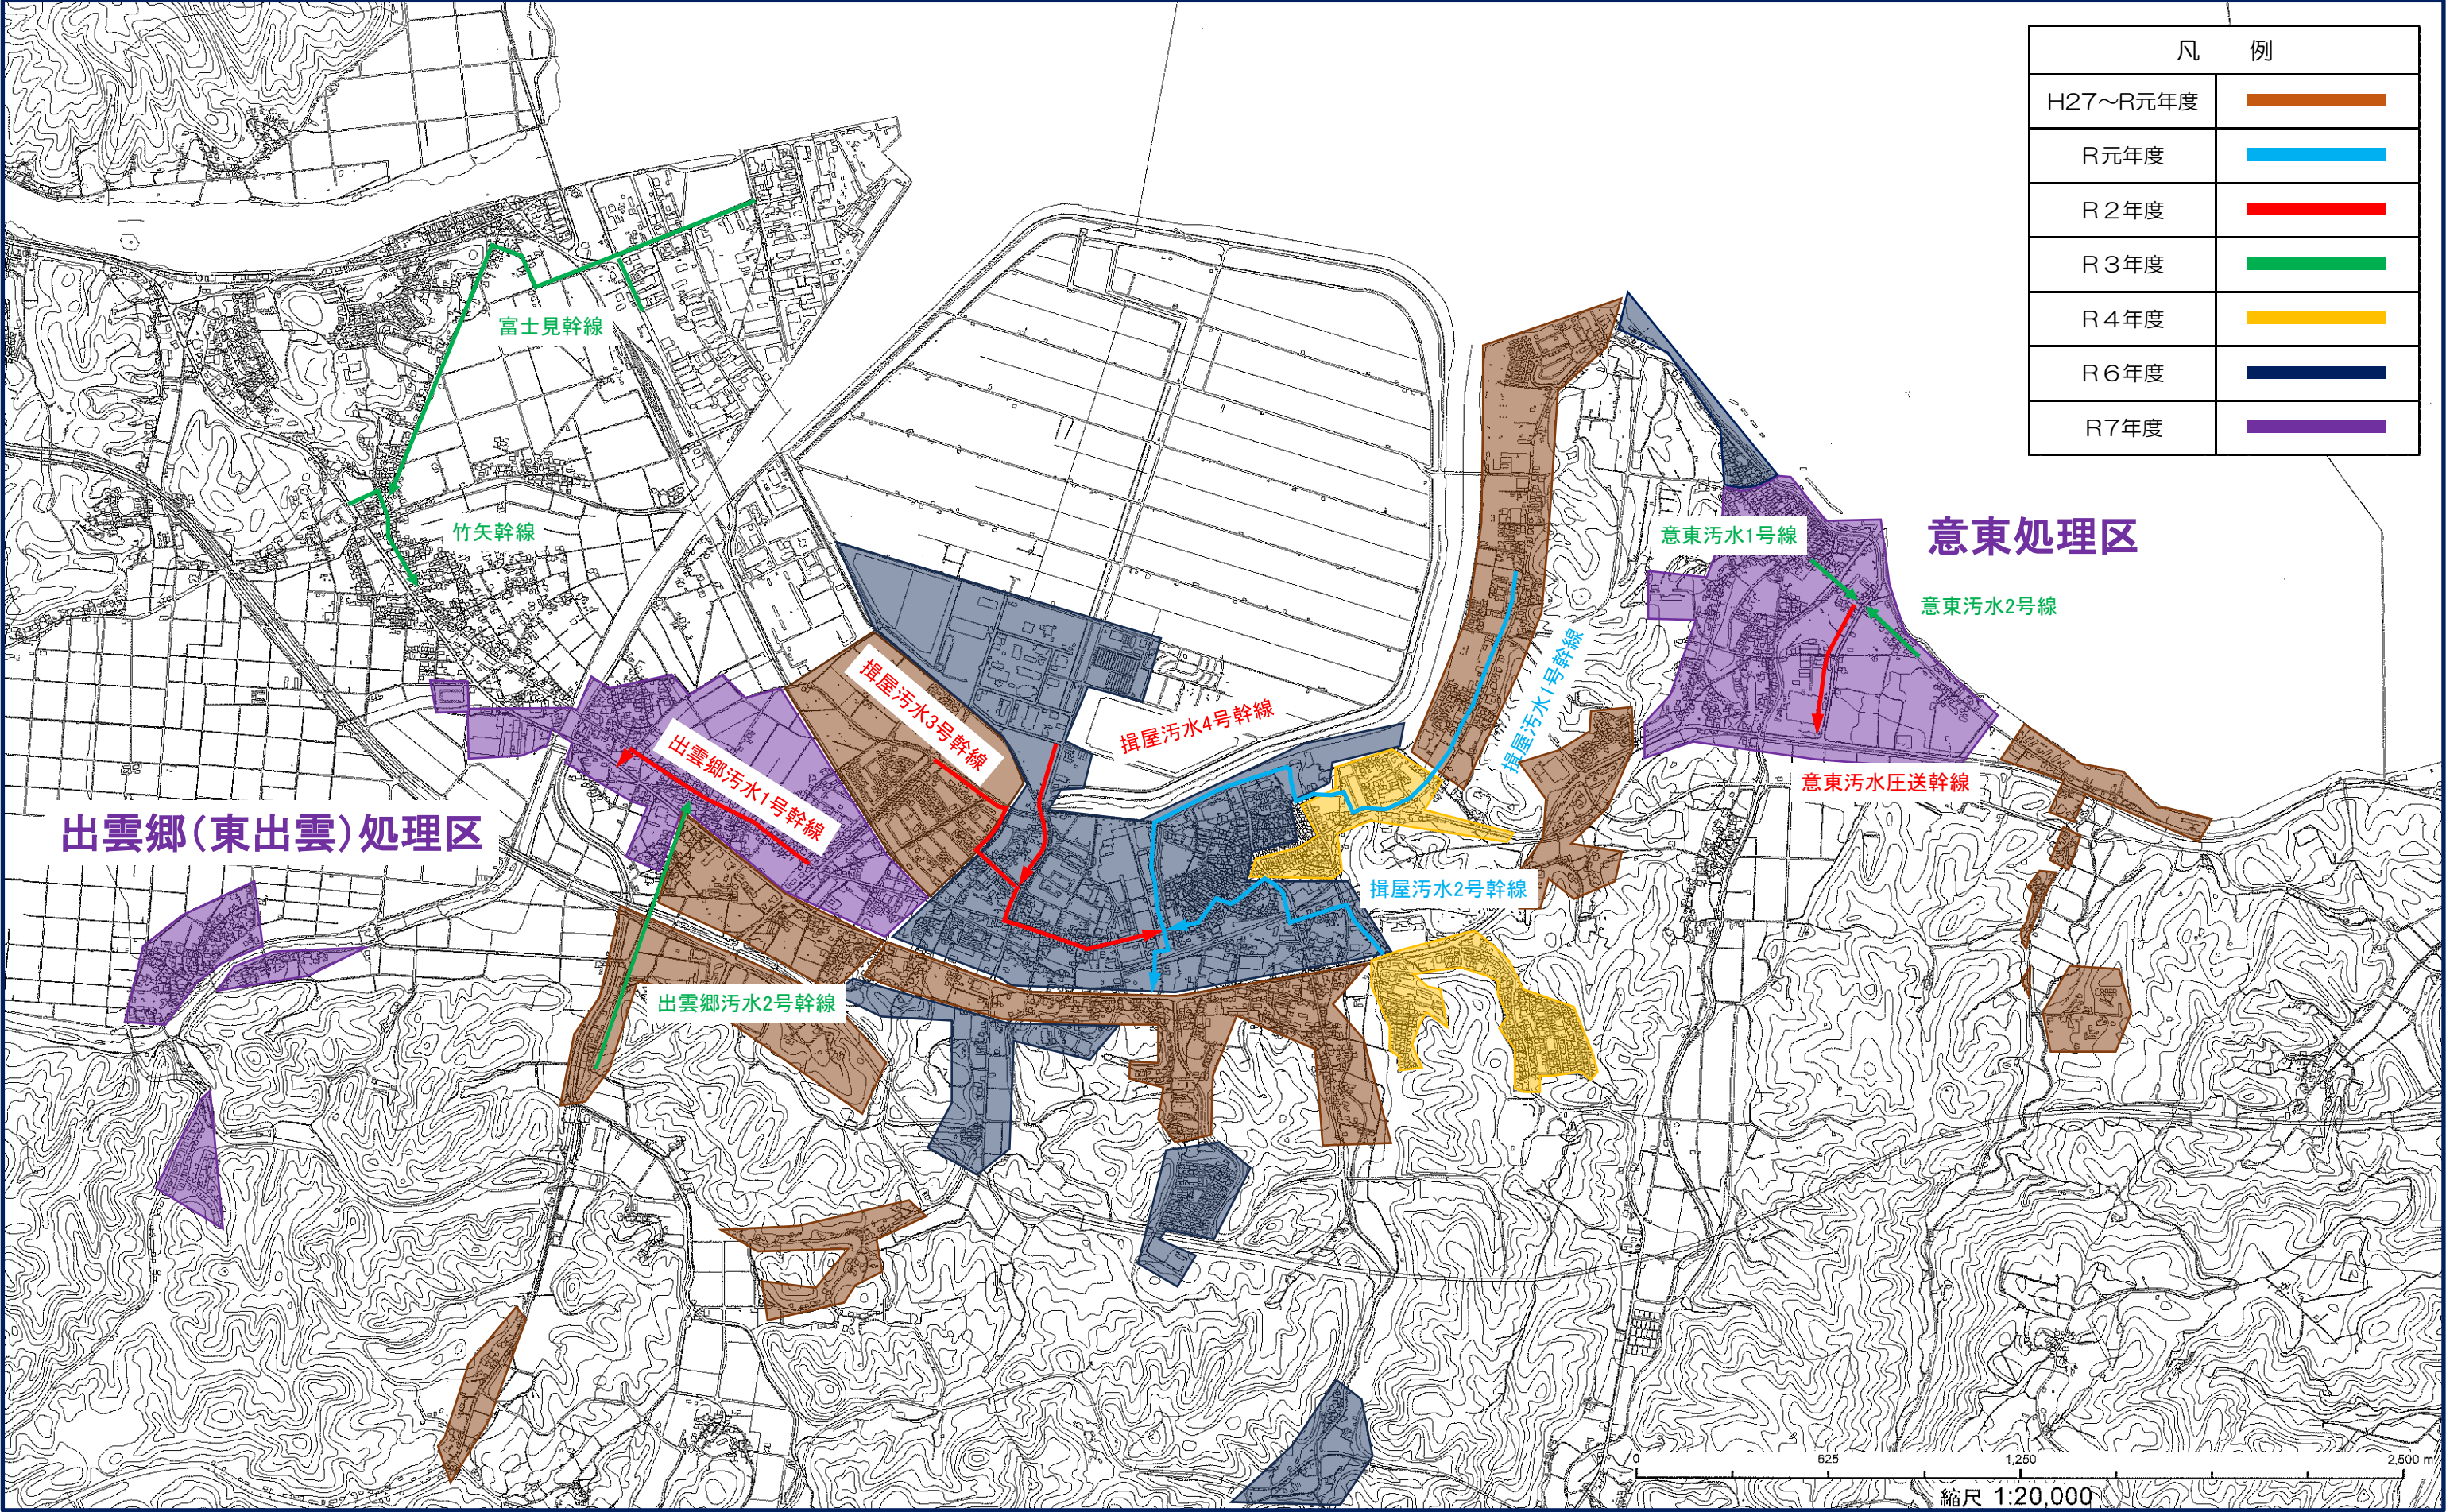 凡　例
H27～R元年度
R元年度
R２年度
R３年度
R４年度
R６年度
R７年度
富士見幹線
竹矢幹線
意東汚水1号線
意東処理区
意東汚水2号線
揖屋汚水3号幹線
揖屋汚水4号幹線
揖屋汚水1号幹線
出雲郷汚水1号幹線
意東汚水圧送幹線
出雲郷（東出雲）処理区
揖屋汚水2号幹線
出雲郷汚水2号幹線
0 625 1,250 2,500 m
縮尺 1:20,000